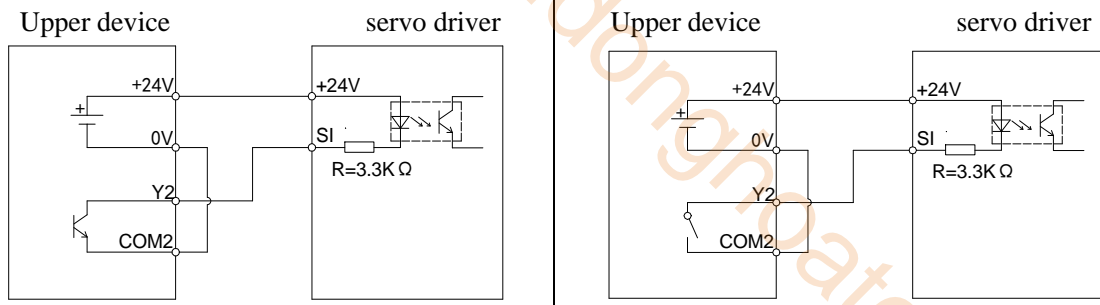 Upper device
servo driver
+24V
+24V
+
0V
SI
R=3.3KΩ
Y2
COM2
Upper device
servo driver
+24V
+24V
+
0V
SI
R=3.3KΩ
Y2
COM2
donghoate